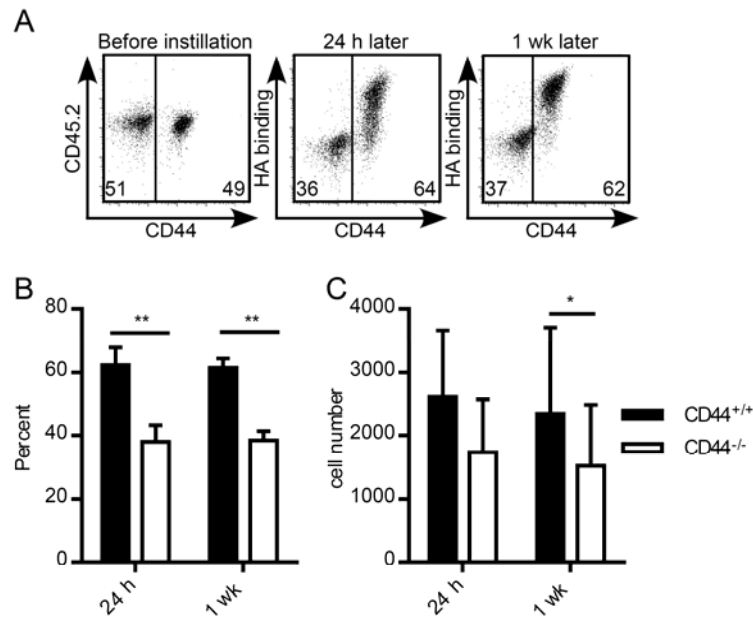 A
Before instillation
24 h later
1 wk later
CD45.2
51
49
CD44
HA binding
36
64
CD44
HA binding
37
62
CD44
B
Percent
80
60
40
20
0
**
**
24 h
1 wk
C
cell number
4000
3000
2000
1000
0
*
24 h
1 wk
CD44+/+
CD44-/-